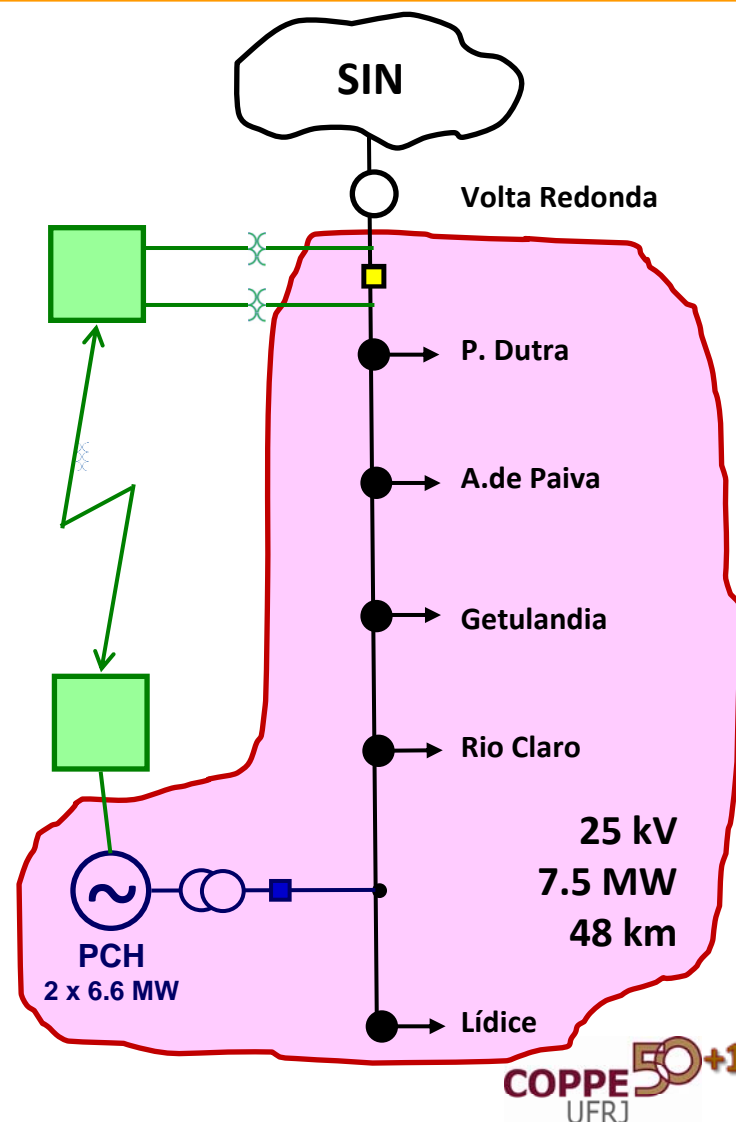 SIN
Volta Redonda
P. Dutra
A.de Paiva
Getulandia
Rio Claro
25 kV
7.5 MW
48 km
PCH
2 x 6.6 MW
Lídice
COPPE 50+1
UFRJ